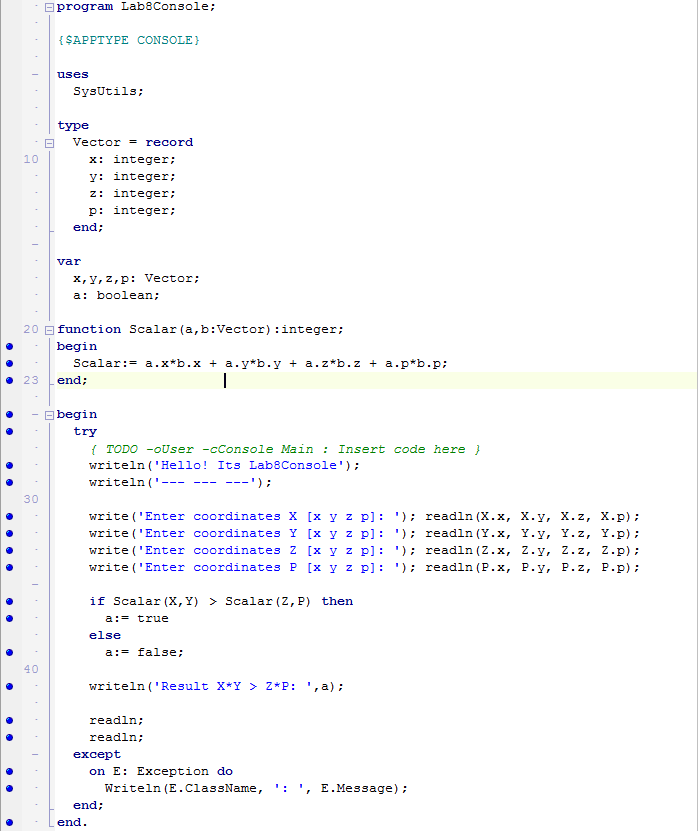 program Lab8Console;
{$APPTYPE CONSOLE}
uses
SysUtils;
type
Vector = record
10 x: integer;
y: integer;
z: integer;
p: integer;
end;
var
x,y,z,p: Vector;
a: boolean;
20 function Scalar(a,b:Vector):integer;
begin
Scalar:= a.x*b.x + a.y*b.y + a.z*b.z + a.p*b.p;
23 end;
begin
try
{ TODO -oUser -cConsole Main : Insert code here }
writeln('Hello! Its Lab8Console');
writeln('--- --- ---');
30
write('Enter coordinates X [x y z p]: '); readln(X.x, X.y, X.z, X.p);
write('Enter coordinates Y [x y z p]: '); readln(Y.x, Y.y, Y.z, Y.p);
write('Enter coordinates Z [x y z p]: '); readln(Z.x, Z.y, Z.z, Z.p);
write('Enter coordinates P [x y z p]: '); readln(P.x, P.y, P.z, P.p);
if Scalar(X,Y) > Scalar(Z,P) then
a:= true
else
a:= false;
40
writeln('Result X*Y > Z*P: ',a);
readln;
readln;
except
on E: Exception do
Writeln(E.ClassName, ': ', E.Message);
end;
end.